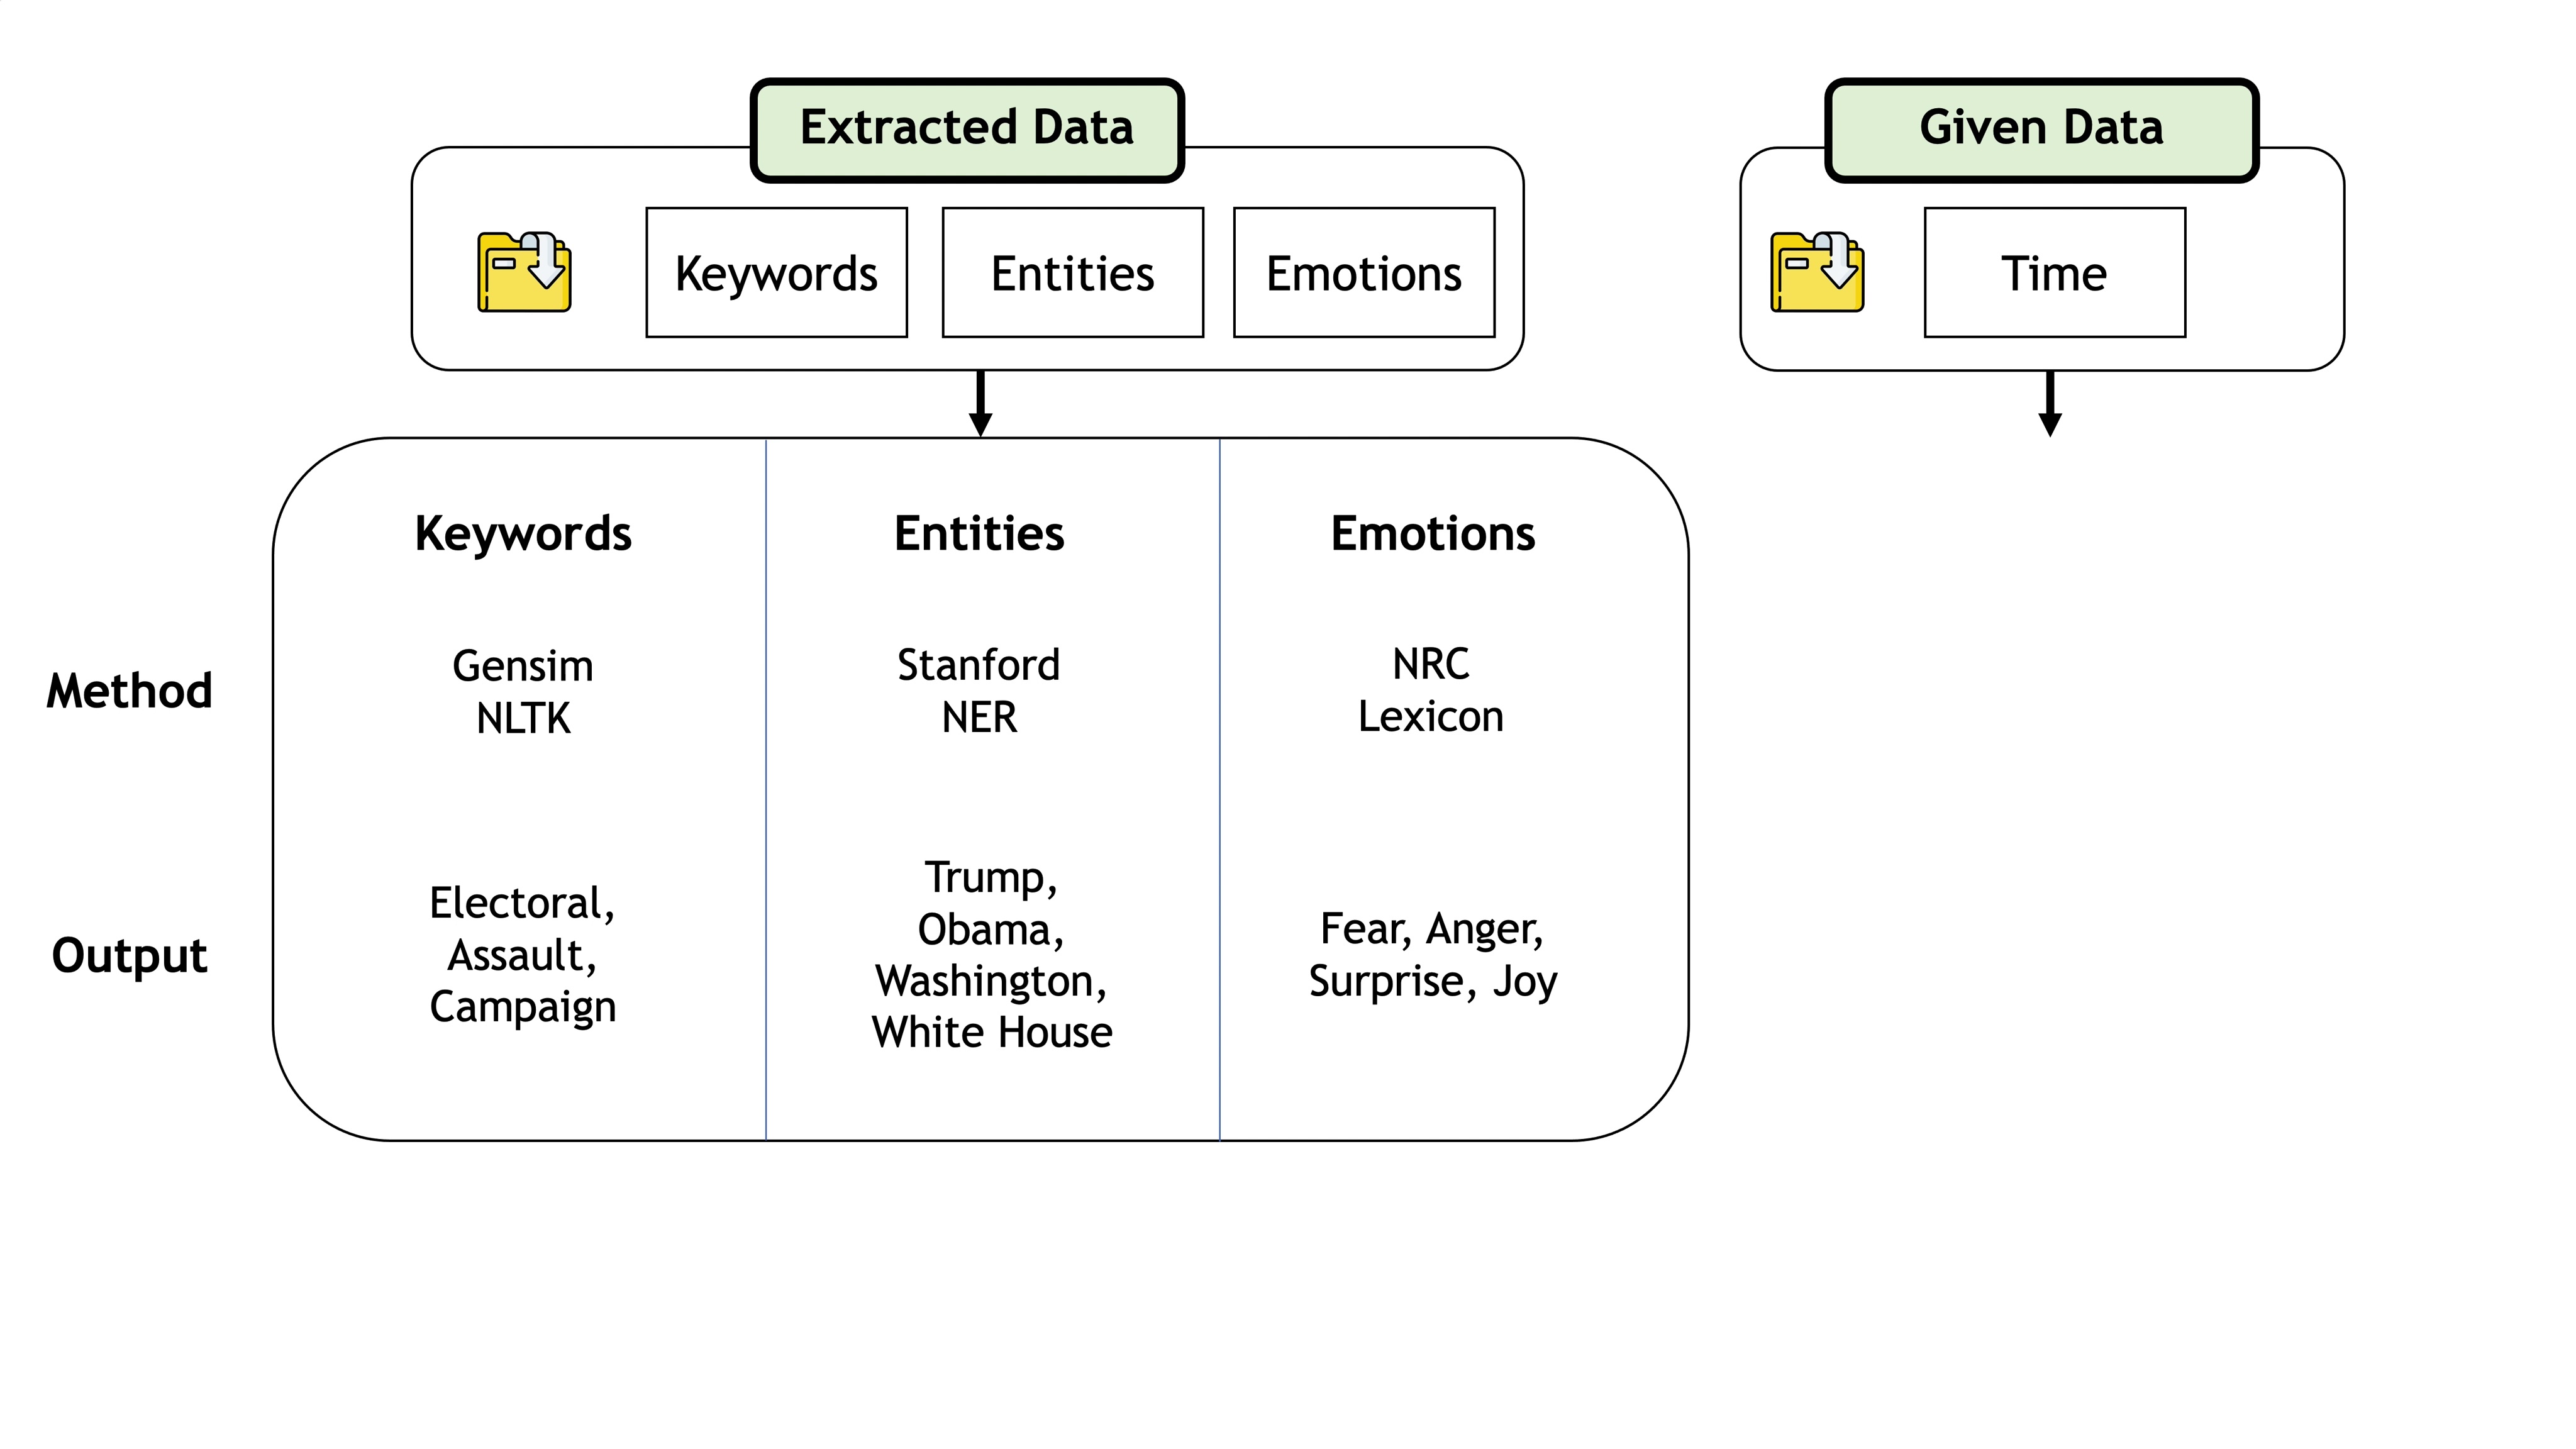 Extracted Data
Given Data
Keywords
Entities
Emotions
Time
Keywords
Entities
Emotions
Method
Gensim
NLTK
Stanford
NER
NRC
Lexicon
Output
Electoral,
Assault,
Campaign
Trump,
Obama,
Washington,
White House
Fear, Anger,
Surprise, Joy